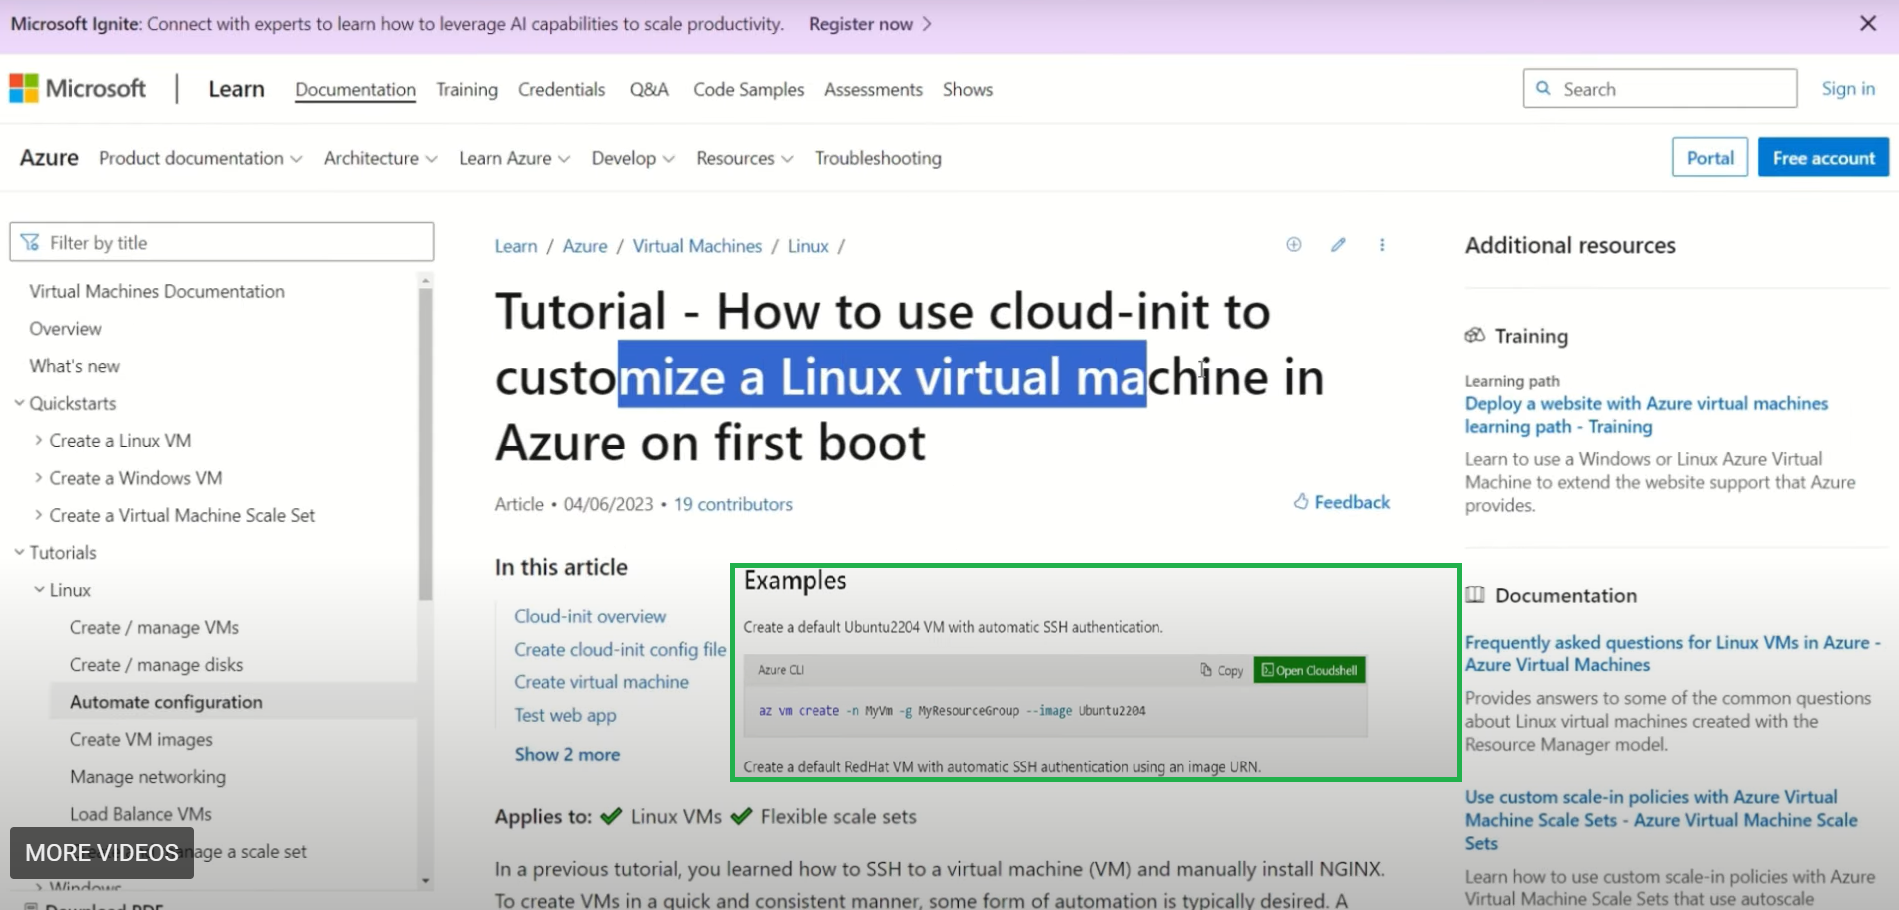 Microsoft Ignite: Connect with experts to learn how to leverage AI capabilities to scale productivity. Register now
Microsoft
Learn Documentation Training Credentials Q&A Code Samples Assessments Shows
Search
Sign in
Azure Product documentation Architecture Learn Azure Develop Resources Troubleshooting
Portal
Free account
Filter by title
Virtual Machines Documentation
Overview
What's new
Quickstarts
Create a Linux VM
Create a Windows VM
Create a Virtual Machine Scale Set
Tutorials
Linux
Create / manage VMs
Create / manage disks
Automate configuration
Create VM images
Manage networking
Load Balance VMs
nage a scale set
MORE VIDEOS
Windows
Download PDF
Learn / Azure / Virtual Machines / Linux /
Tutorial - How to use cloud-init to
customize a Linux virtual machine in
Azure on first boot
Article • 04/06/2023 • 19 contributors
Feedback
In this article
Cloud-init overview
Create cloud-init config file
Create virtual machine
Test web app
Show 2 more
Examples
Create a default Ubuntu2204 VM with automatic SSH authentication.
Azure CLI
Copy
Open Cloudshell
az vm create -n MyVm -g MyResourceGroup --image Ubuntu2204
Create a default RedHat VM with automatic SSH authentication using an image URN.
Applies to: ✔ Linux VMs ✔ Flexible scale sets
In a previous tutorial, you learned how to SSH to a virtual machine (VM) and manually install NGINX.
To create VMs in a quick and consistent manner, some form of automation is typically desired. A
Additional resources
Training
Learning path
Deploy a website with Azure virtual machines
learning path - Training
Learn to use a Windows or Linux Azure Virtual
Machine to extend the website support that Azure
provides.
Documentation
Frequently asked questions for Linux VMs in Azure -
Azure Virtual Machines
Provides answers to some of the common questions
about Linux virtual machines created with the
Resource Manager model.
Use custom scale-in policies with Azure Virtual
Machine Scale Sets - Azure Virtual Machine Scale
Sets
Learn how to use custom scale-in policies with Azure
Virtual Machine Scale Sets that use autoscale